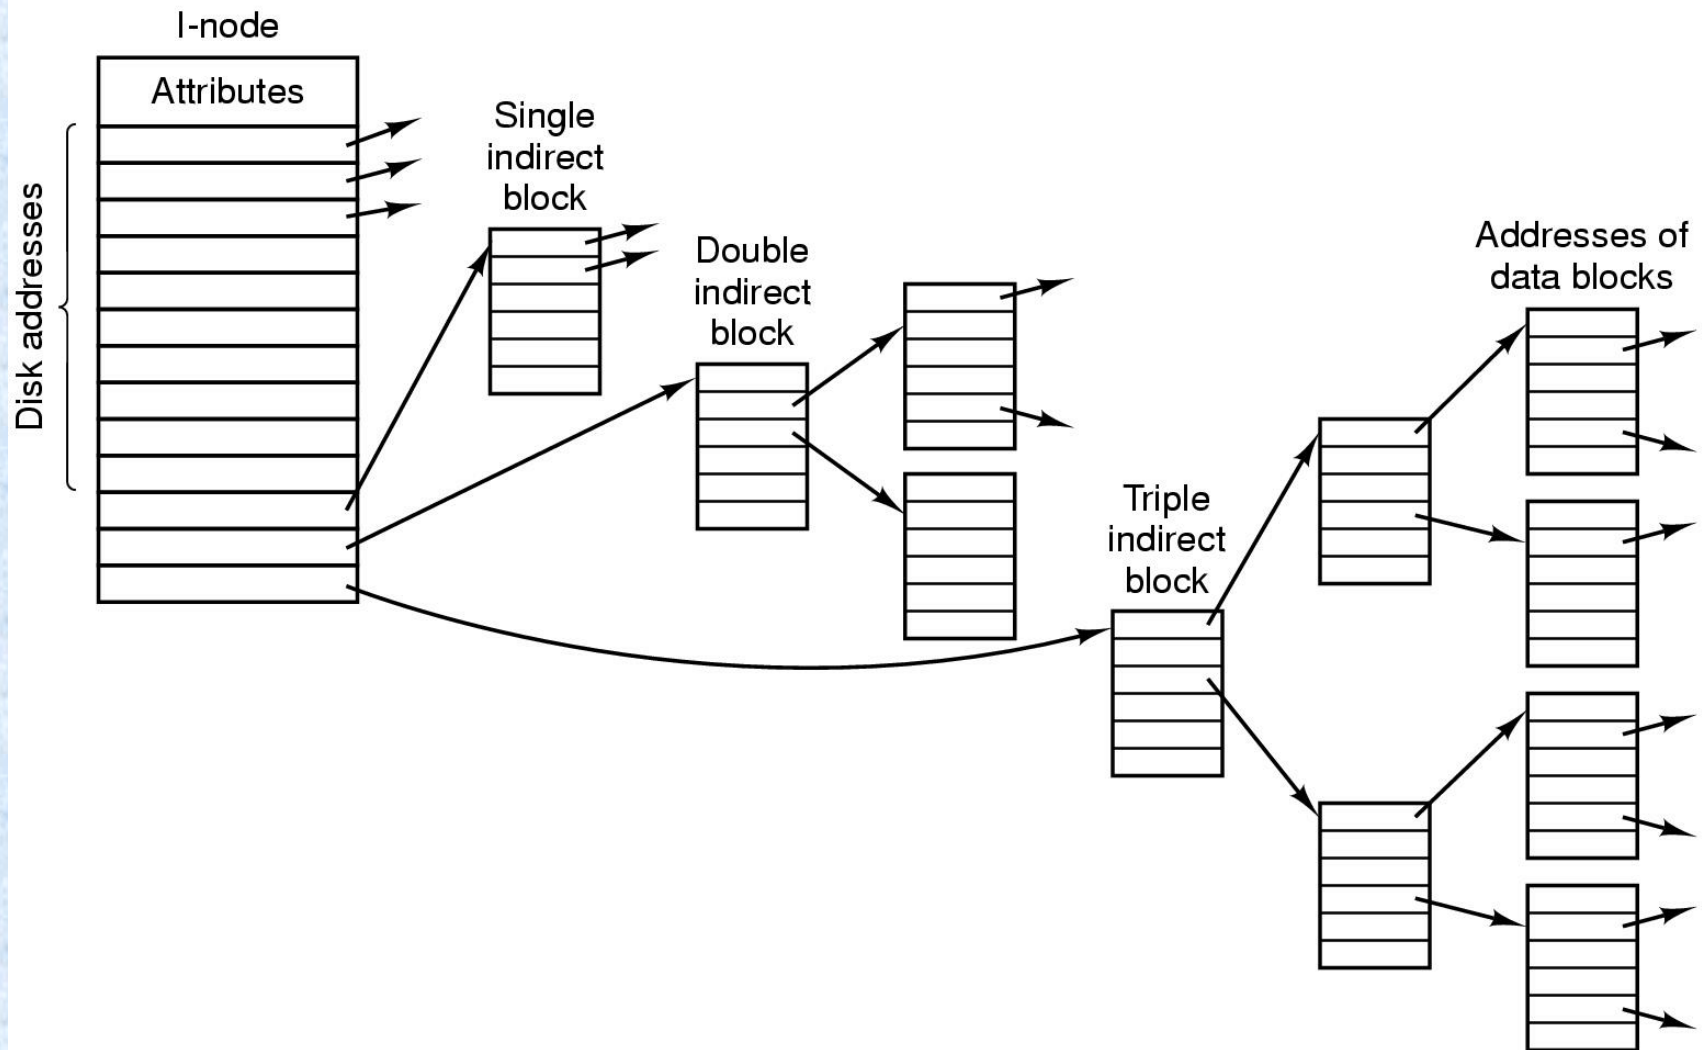 I-node
Attributes
Disk addresses
Single
indirect
block
Double
indirect
block
Triple
indirect
block
Addresses of
data blocks